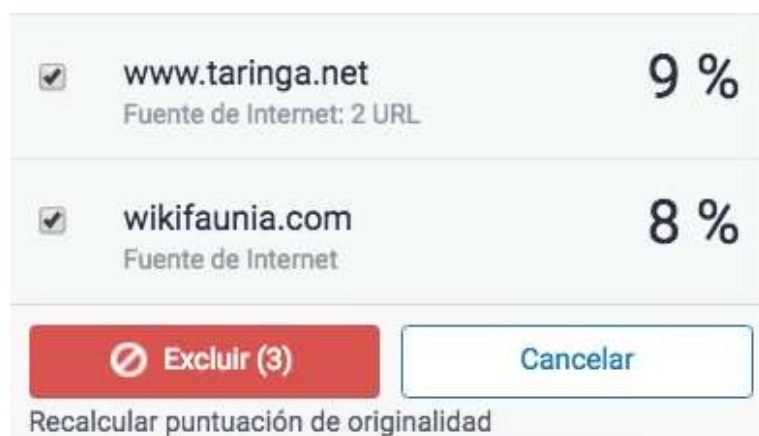 www.taringa.net 9 %
Fuente de Internet: 2 URL
wikifaunia.com 8 %
Fuente de Internet
Excluir (3) Cancelar
Recalcular puntuación de originalidad